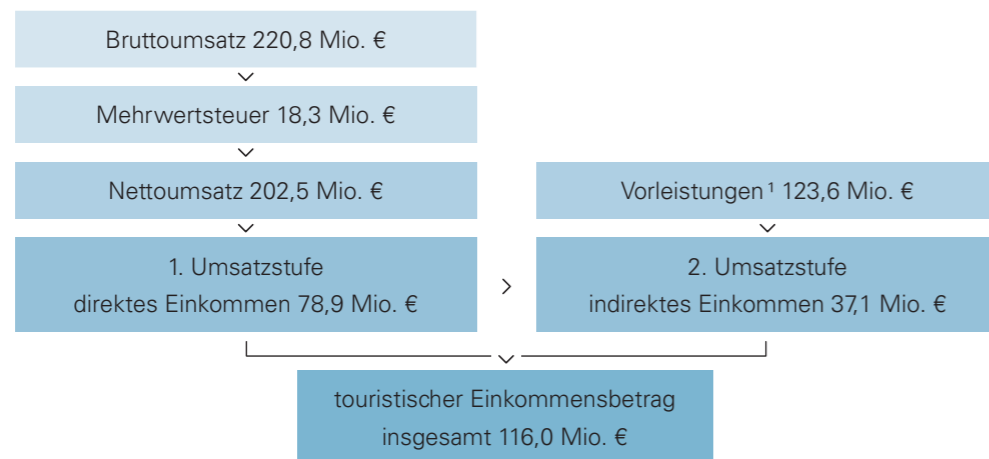 Bruttoumsatz 220,8 Mio. €
Mehrwertsteuer 18,3 Mio. €
Nettoumsatz 202,5 Mio. €
Vorleistungen¹ 123,6 Mio. €
1. Umsatzstufe
direktes Einkommen 78,9 Mio. €
2. Umsatzstufe
indirektes Einkommen 37,1 Mio. €
touristischer Einkommensbetrag
insgesamt 116,0 Mio. €